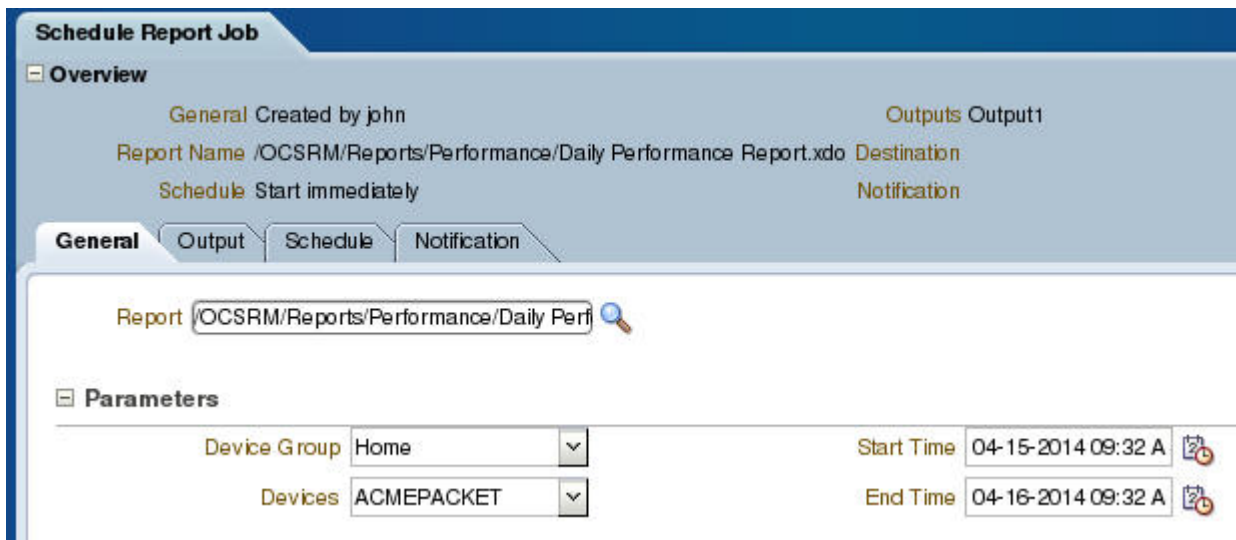 Schedule Report Job
Overview
General Created by john Outputs Output1
Report Name /OCSRM/Reports/Performance/Daily Performance Report.xdo Destination
Schedule Start immediately Notification
General Output Schedule Notification
Report /OCSRM/Reports/Performance/Daily Perf
Parameters
Device Group Home Start Time 04-15-2014 09:32 A
Devices ACMEPACKET End Time 04-16-2014 09:32 A